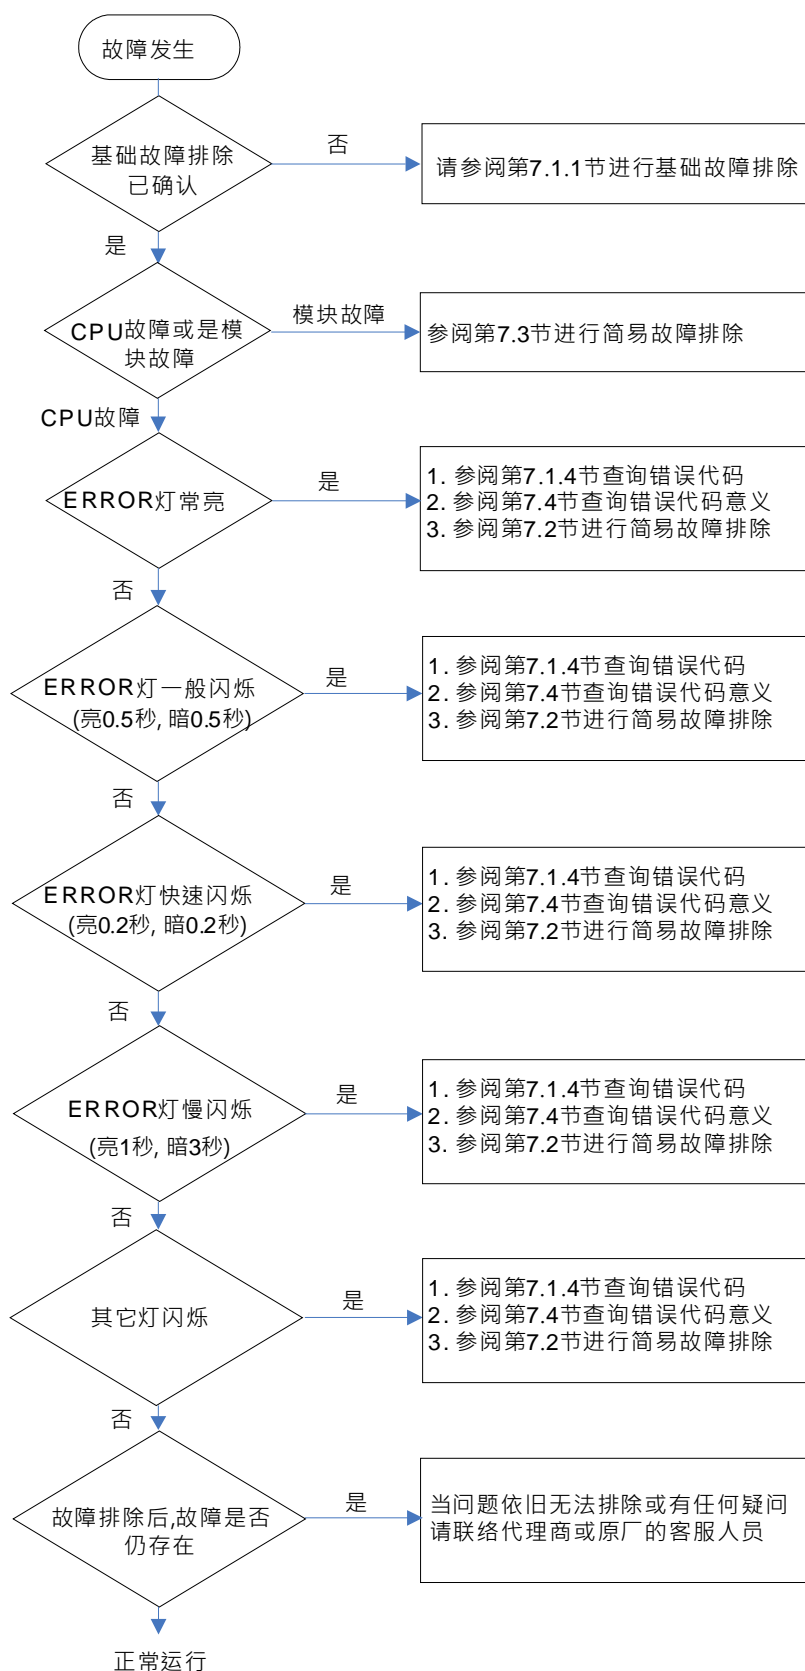 故障发生
基础故障排除
已确认
否
请参阅第7.1.1节进行基础故障排除
是
CPU故障或是模
块故障
模块故障
参阅第7.3节进行简易故障排除
CPU故障
ERROR灯常亮
是
1. 参阅第7.1.4节查询错误代码
2. 参阅第7.4节查询错误代码意义
3. 参阅第7.2节进行简易故障排除
否
ERROR灯一般闪烁
(亮0.5秒, 暗0.5秒)
是
1. 参阅第7.1.4节查询错误代码
2. 参阅第7.4节查询错误代码意义
3. 参阅第7.2节进行简易故障排除
否
ERROR灯快速闪烁
(亮0.2秒, 暗0.2秒)
是
1. 参阅第7.1.4节查询错误代码
2. 参阅第7.4节查询错误代码意义
3. 参阅第7.2节进行简易故障排除
否
ERROR灯慢闪烁
(亮1秒, 暗3秒)
是
1. 参阅第7.1.4节查询错误代码
2. 参阅第7.4节查询错误代码意义
3. 参阅第7.2节进行简易故障排除
否
其它灯闪烁
是
1. 参阅第7.1.4节查询错误代码
2. 参阅第7.4节查询错误代码意义
3. 参阅第7.2节进行简易故障排除
否
故障排除后,故障是否
仍存在
是
当问题依旧无法排除或有任何疑问
请联络代理商或原厂的客服人员
正常运行